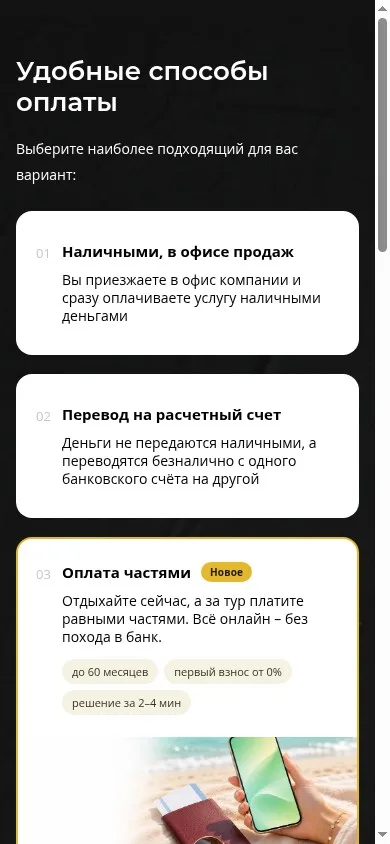 Удобные способы
оплаты
Выберите наиболее подходящий для вас
вариант:
01 Наличными, в офисе продаж
Вы приезжаете в офис компании и
сразу оплачиваете услугу наличными
деньгами
02 Перевод на расчетный счет
Деньги не передаются наличными, а
переводятся безналично с одного
банковского счёта на другой
03 Оплата частями Новое
Отдыхайте сейчас, а за тур платите
равными частями. Всё онлайн – без
похода в банк.
до 60 месяцев первый взнос от 0%
решение за 2–4 мин